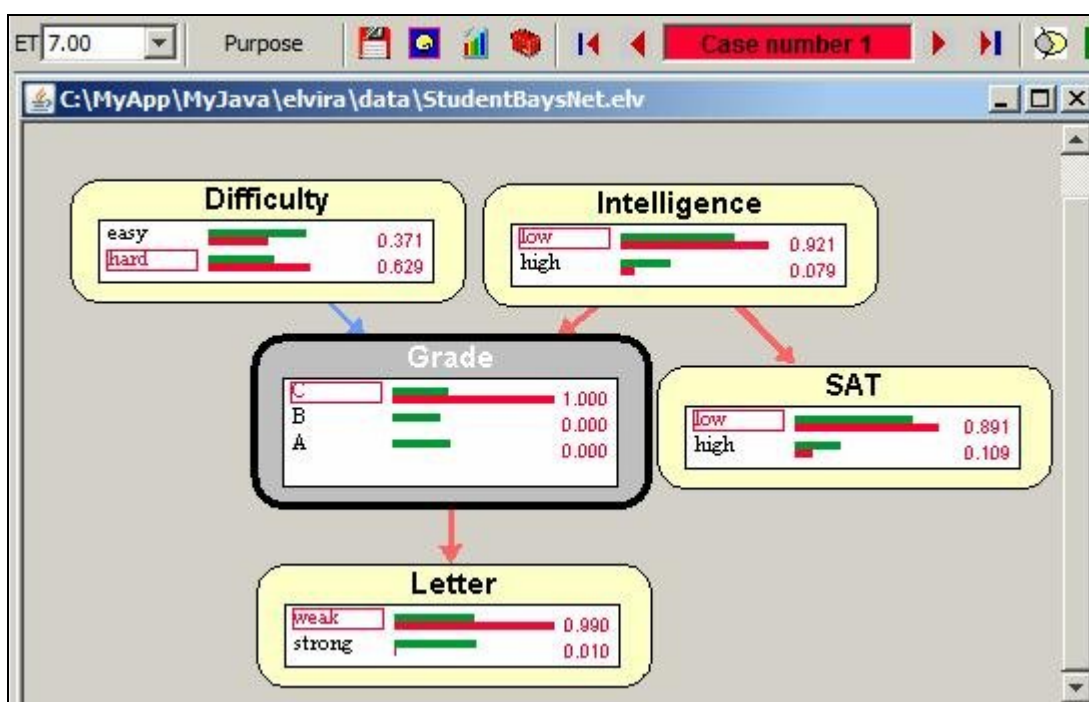 ET 7.00 Purpose Case number 1
C:\MyApp\MyJava\elvira\data\StudentBaysNet.elv
Difficulty
easy 0.371
hard 0.629
Intelligence
low 0.921
high 0.079
Grade
C 1.000
B 0.000
A 0.000
SAT
low 0.891
high 0.109
Letter
weak 0.990
strong 0.010